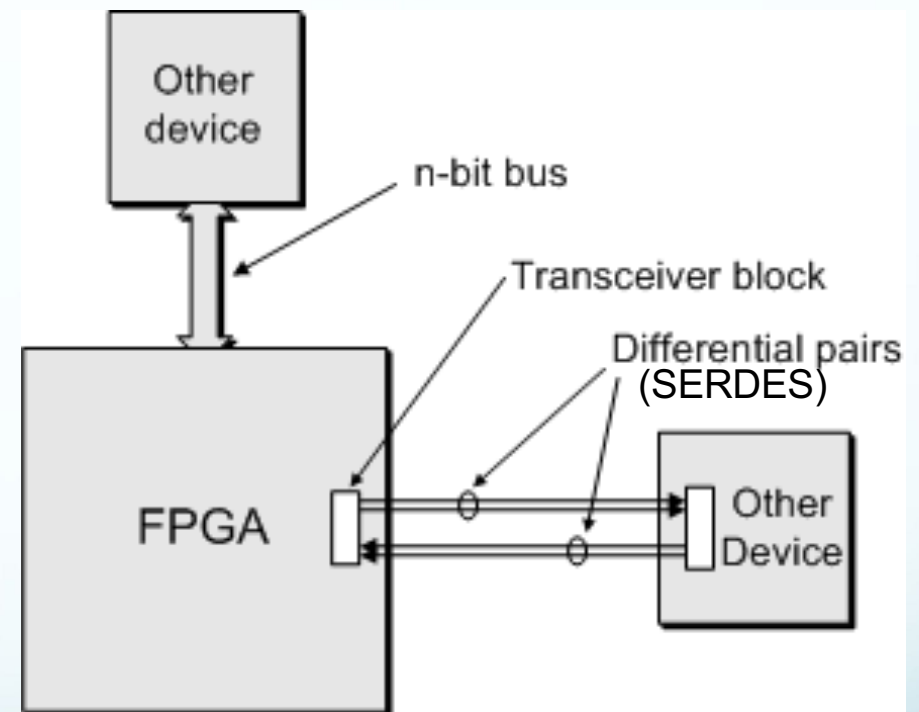 Other
device
n-bit bus
Transceiver block
Differential pairs
(SERDES)
FPGA
Other
Device